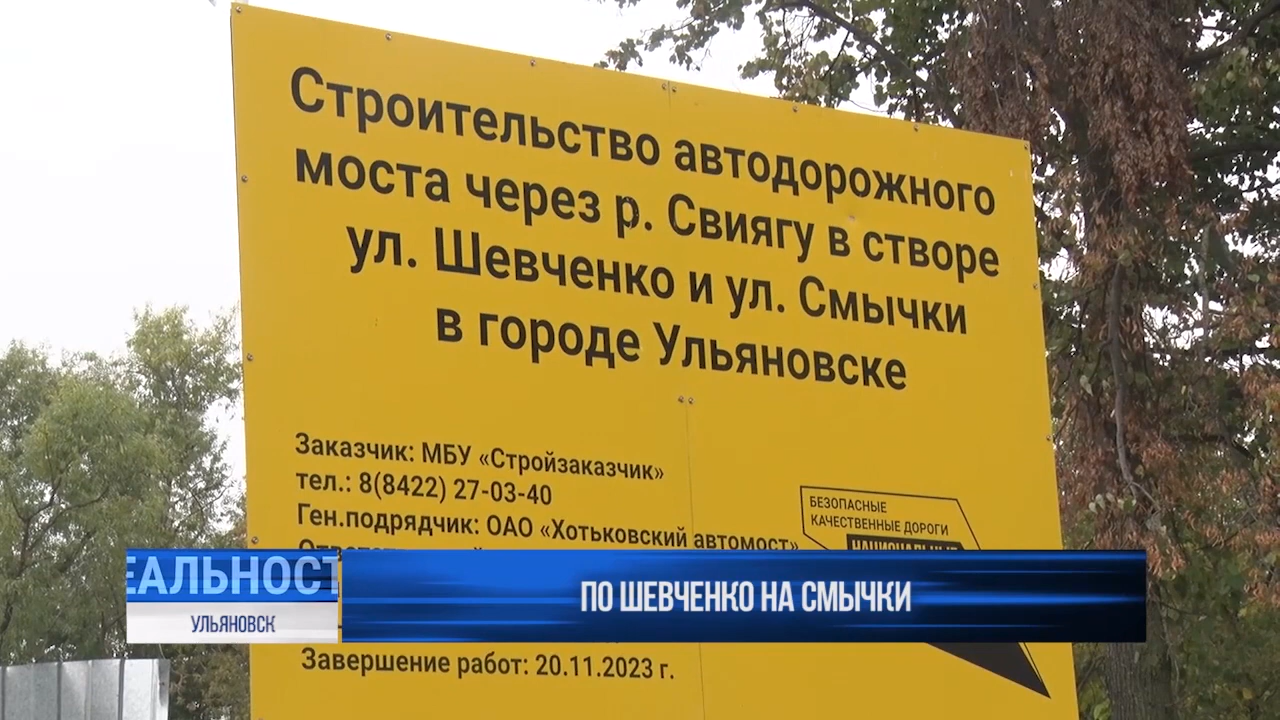 Строительство автодорожного
моста через р. Свиягу в створе
ул. Шевченко и ул. Смычки
в городе Ульяновске
Заказчик: МБУ «Стройзаказчик»
тел.: 8(8422) 27-03-40
Ген.подрядчик: ОАО «Хотьковский автомост»
БЕЗОПАСНЫЕ
КАЧЕСТВЕННЫЕ ДОРОГИ
НАЦИОНАЛЬНЫЕ
ЕАЛЬНОСТ
УЛЬЯНОВСК
ПО ШЕВЧЕНКО НА СМЫЧКИ
Завершение работ: 20.11.2023 г.